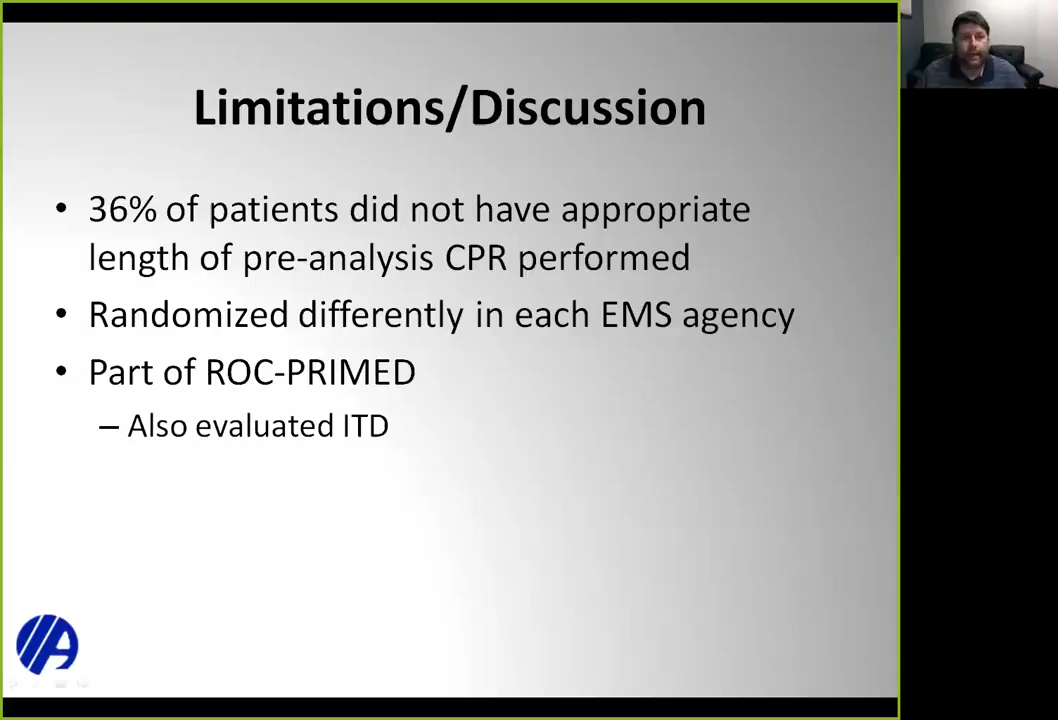 Limitations/Discussion
• 36% of patients did not have appropriate
length of pre-analysis CPR performed
• Randomized differently in each EMS agency
• Part of ROC-PRIMED
– Also evaluated ITD